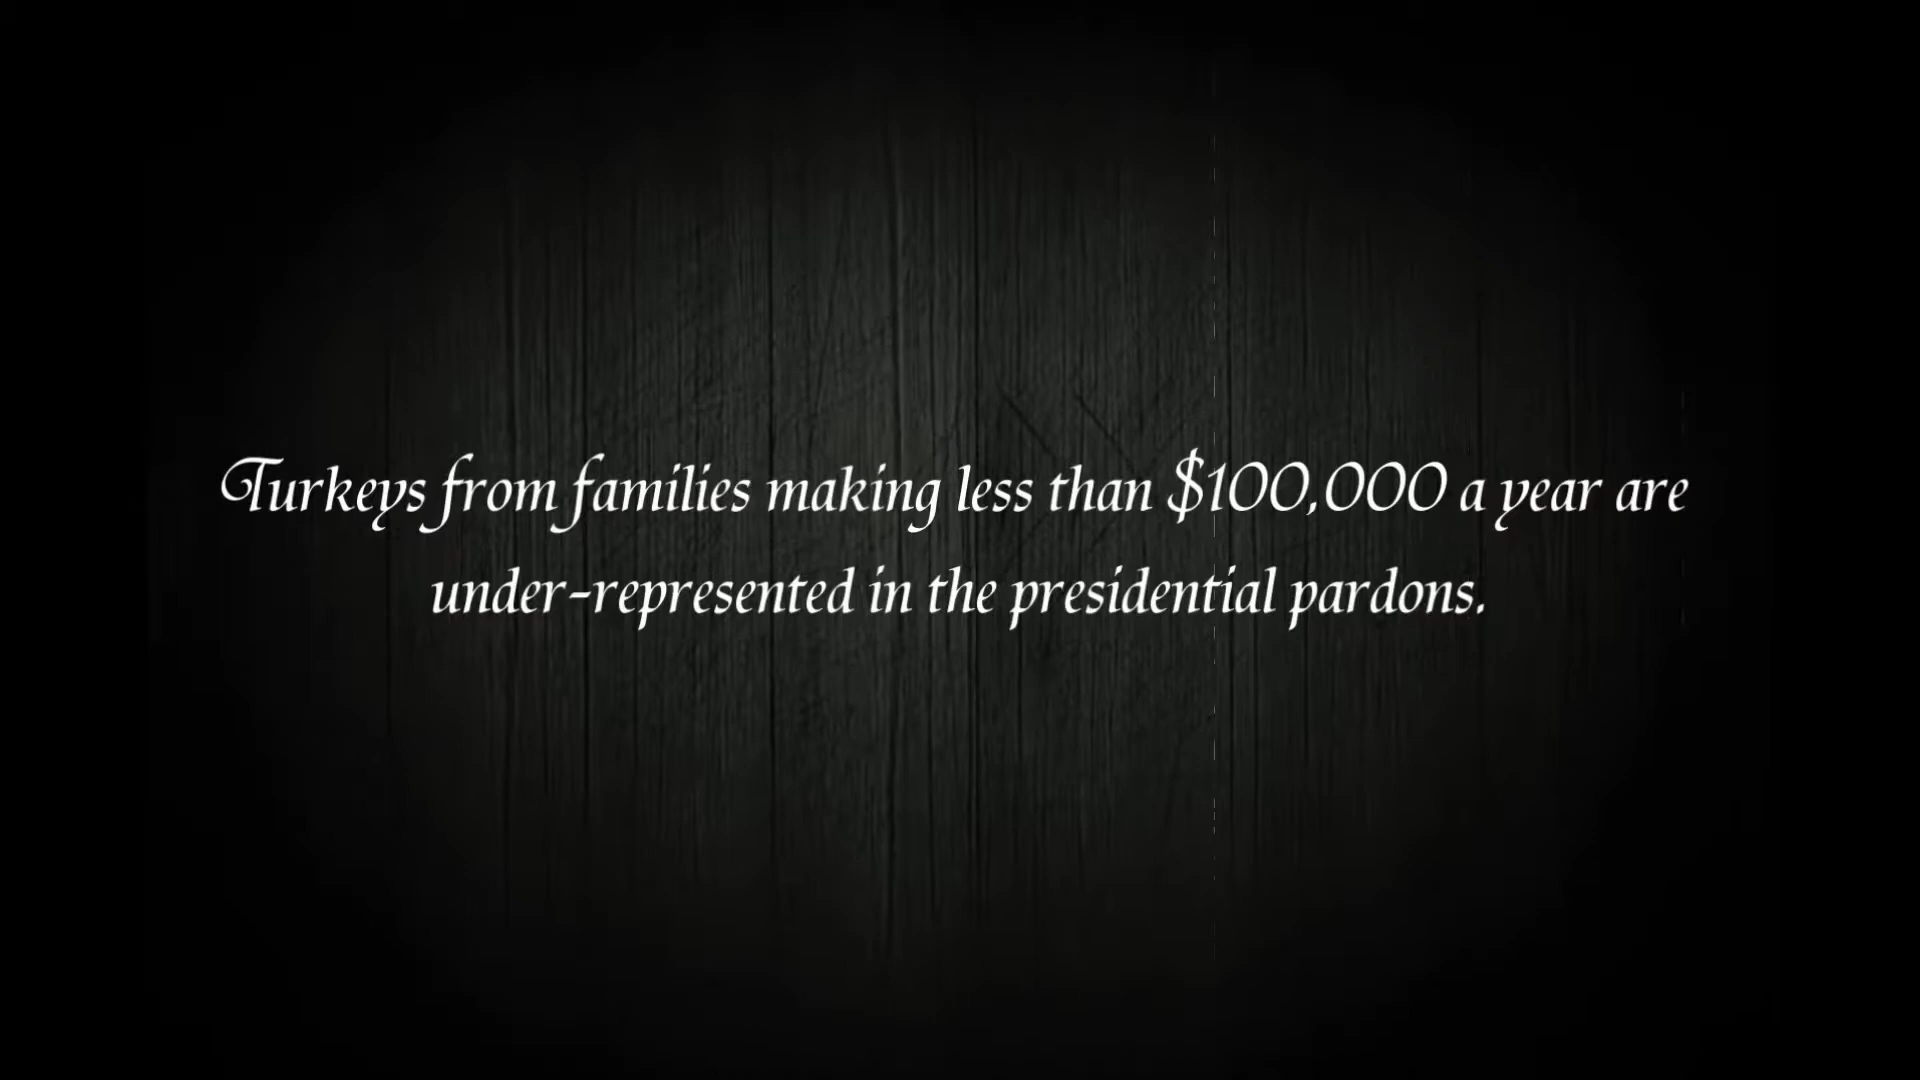 Turkeys from families making less than $100,000 a year are
under-represented in the presidential pardons.